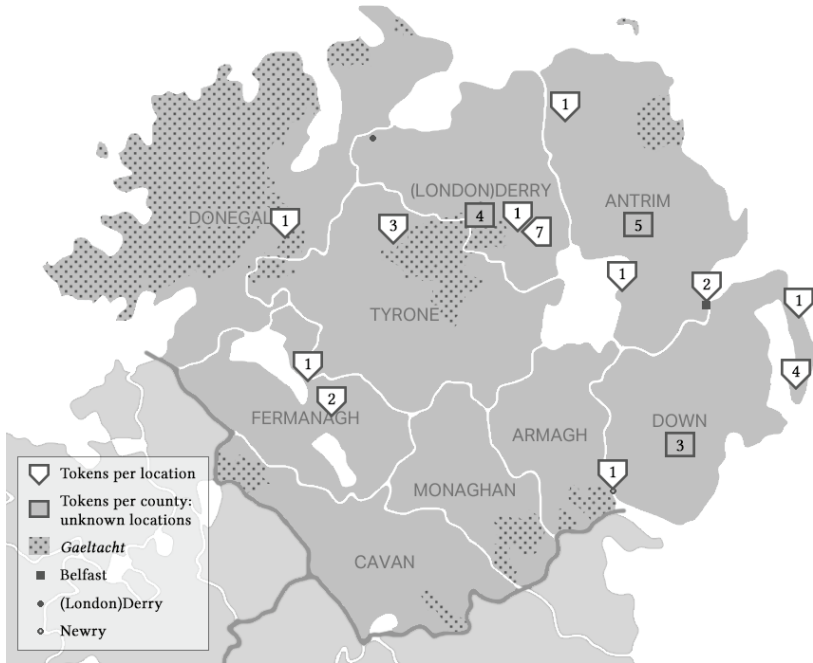 1
(LONDON)DERRY
ANTRIM
DONEGAL
1
3
4
1
7
5
1
2
1
TYRONE
1
4
2
FERMANAGH
DOWN
3
ARMAGH
1
MONAGHAN
CAVAN
Tokens per location
Tokens per county:
unknown locations
Gaeltacht
Belfast
(London)Derry
Newry